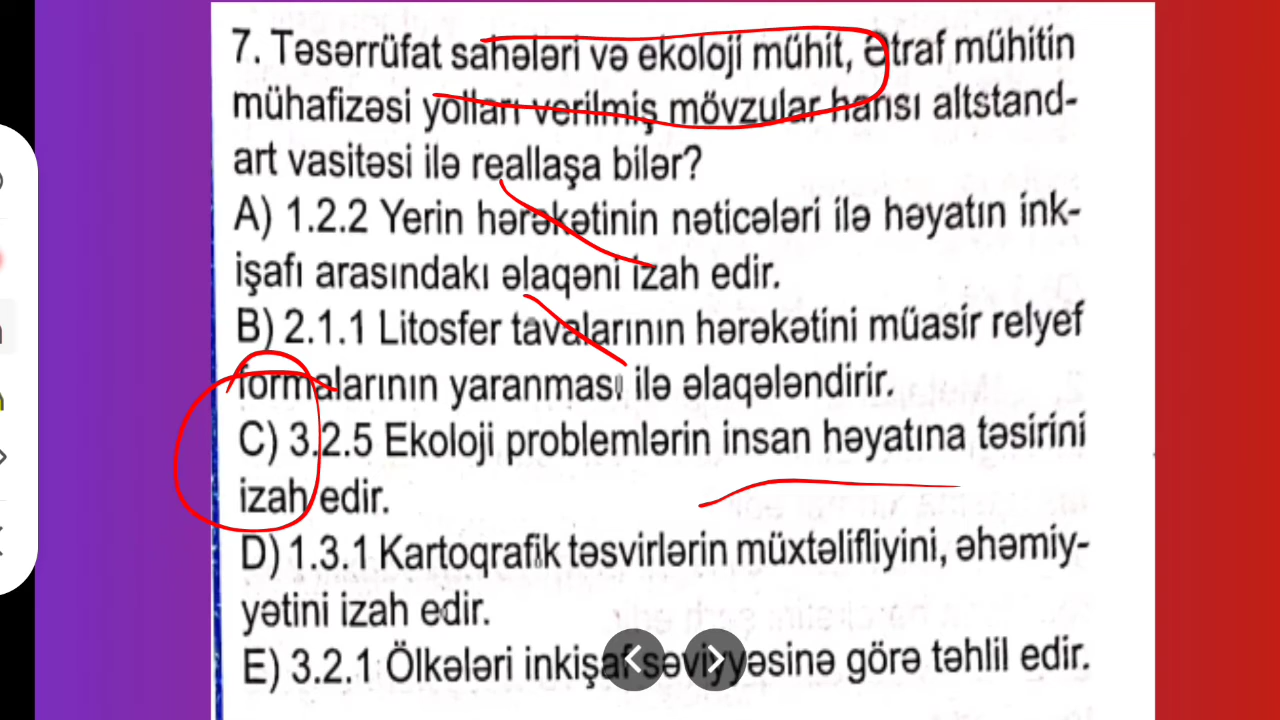 7. Təsərrüfat sahələri və ekoloji mühit, Ətraf mühitin
mühafizəsi yolları verilmiş mövzular hansı altstand-
art vasitəsi ilə reallaşa bilər?
A) 1.2.2 Yerin hərəkətinin nəticələri ilə həyatın ink-
işafı arasındakı əlaqəni izah edir.
B) 2.1.1 Litosfer tavalarının hərəkətini müasir relyef
formalarının yaranması ilə əlaqələndirir.
C) 3.2.5 Ekoloji problemlərin insan həyatına təsirini
izah edir.
D) 1.3.1 Kartoqrafik təsvirlərin müxtəlifliyini, əhəmiy-
yətini izah edir.
E) 3.2.1 Ölkələri inkişaf səviyyəsinə görə təhlil edir.